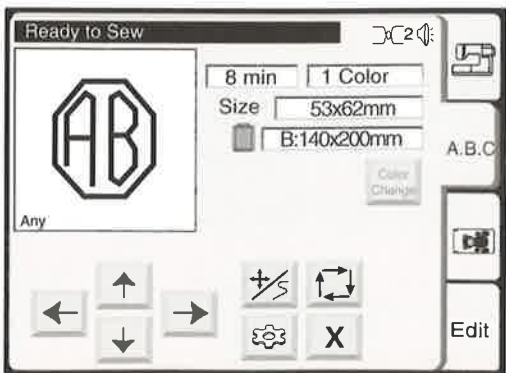 Ready to Sew
2
AB
8 min
1 Color
Size
53x62mm
B:140x200mm
Color
Change
Any
A.B.C
Edit
X